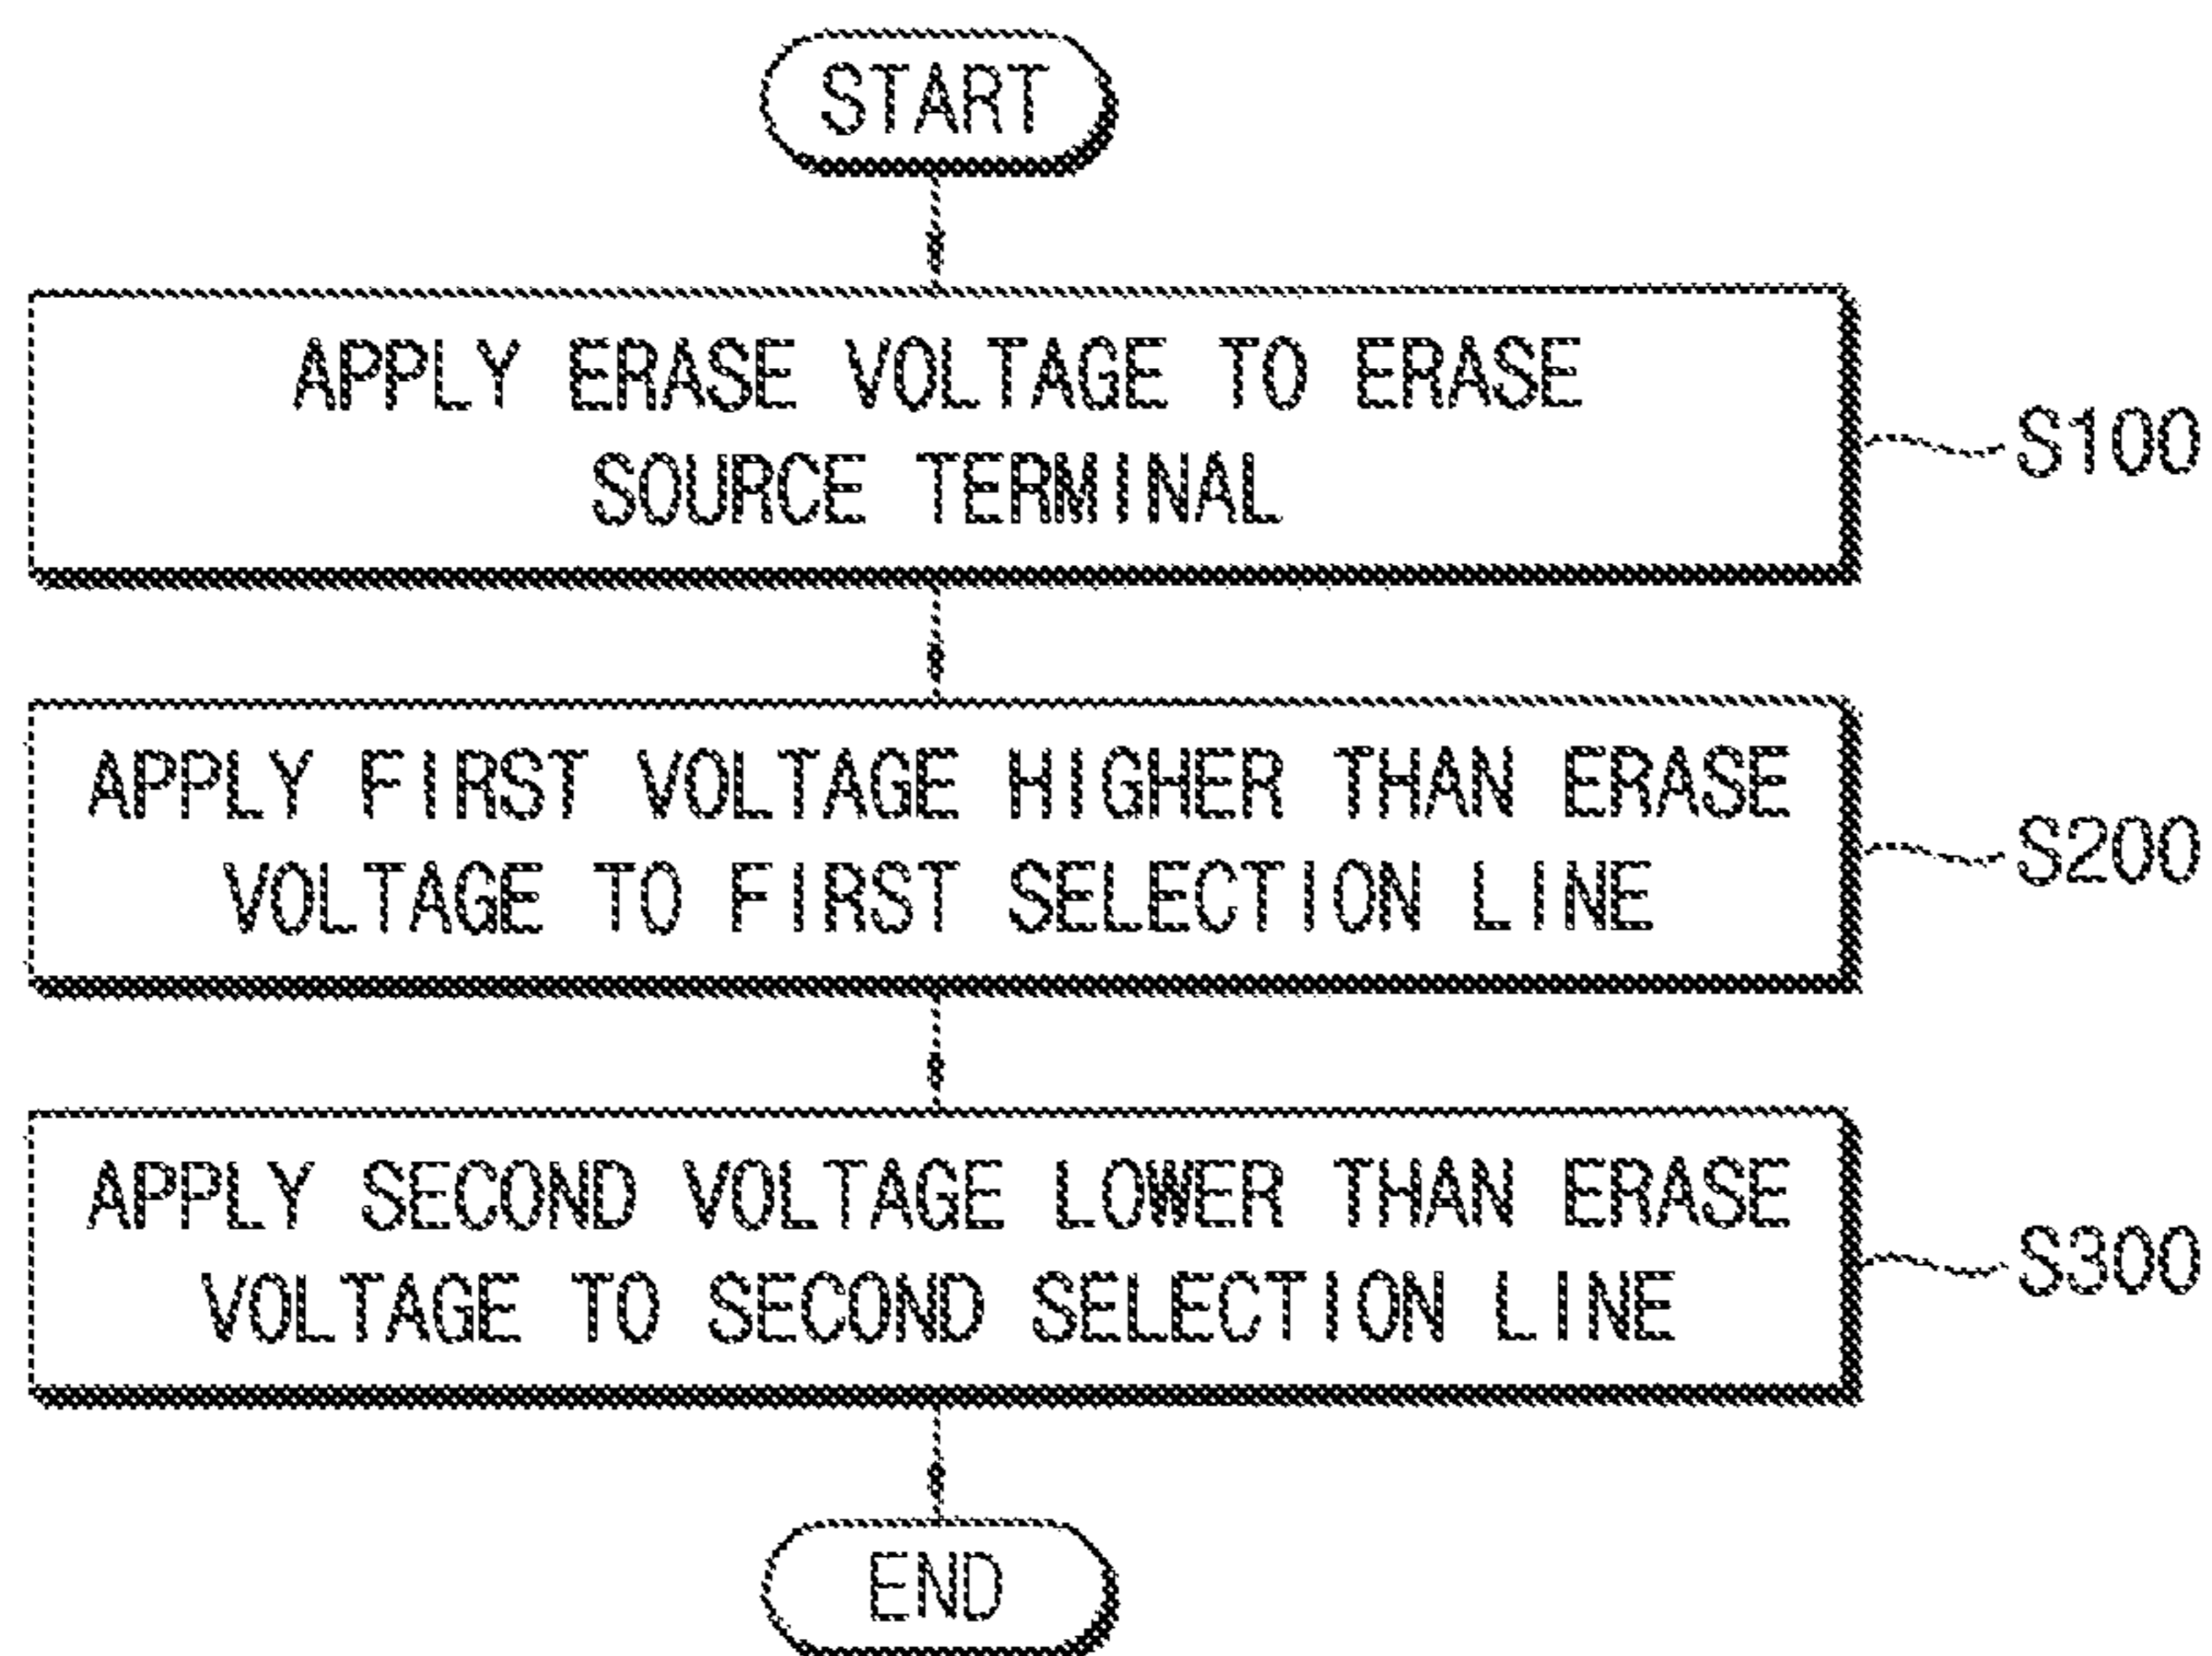 START
APPLY ERASE VOLTAGE TO ERASE
SOURCE TERMINAL
S100
APPLY FIRST VOLTAGE HIGHER THAN ERASE
VOLTAGE TO FIRST SELECTION LINE
S200
APPLY SECOND VOLTAGE LOWER THAN ERASE
VOLTAGE TO SECOND SELECTION LINE
S300
END